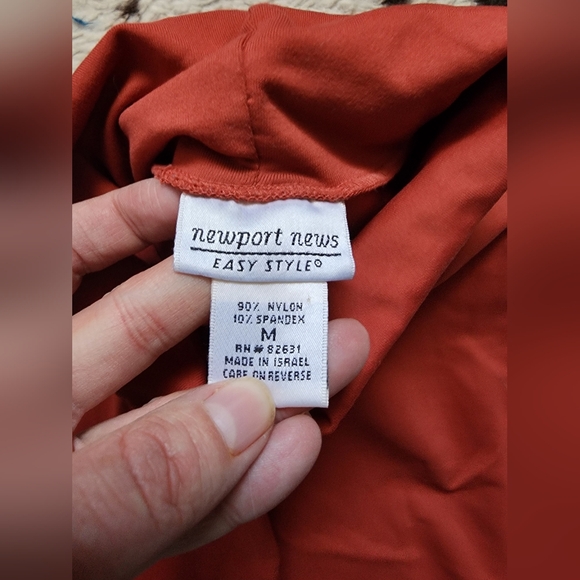 newport news
EASY STYLE®
90% NYLON
10% SPANDEX
M
RN# 82631
MADE IN ISRAEL
CARE ON REVERSE